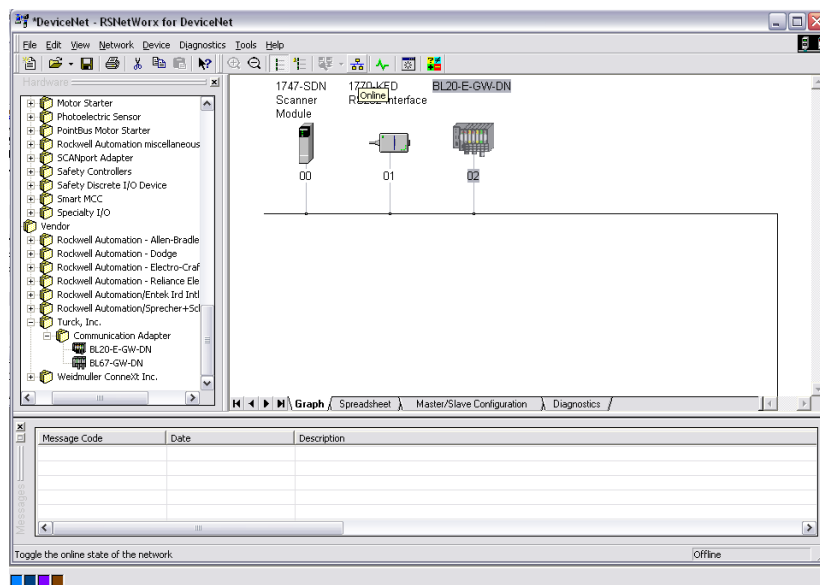 *DeviceNet - RSNetWorx for DeviceNet
File Edit View Network Device Diagnostics Tools Help
Hardware
Motor Starter
Photoelectric Sensor
PointBus Motor Starter
Rockwell Automation miscellaneous
SCANport Adapter
Safety Controllers
Safety Discrete I/O Device
Smart MCC
Specialty I/O
Vendor
Rockwell Automation - Allen-Bradle
Rockwell Automation - Dodge
Rockwell Automation - Electro-Craf
Rockwell Automation - Reliance Ele
Rockwell Automation/Entek Ird Intl
Rockwell Automation/Sprecher+Scl
Turck, Inc.
Communication Adapter
BL20-E-GW-DN
BL67-GW-DN
Weidmuller ConneXt Inc.
1747-SDN
Scanner
Module
00
1770-KFD
Interface
Online
01
BL20-E-GW-DN
02
Graph Spreadsheet Master/Slave Configuration Diagnostics
Messages
Message Code Date Description
Toggle the online state of the network Offline